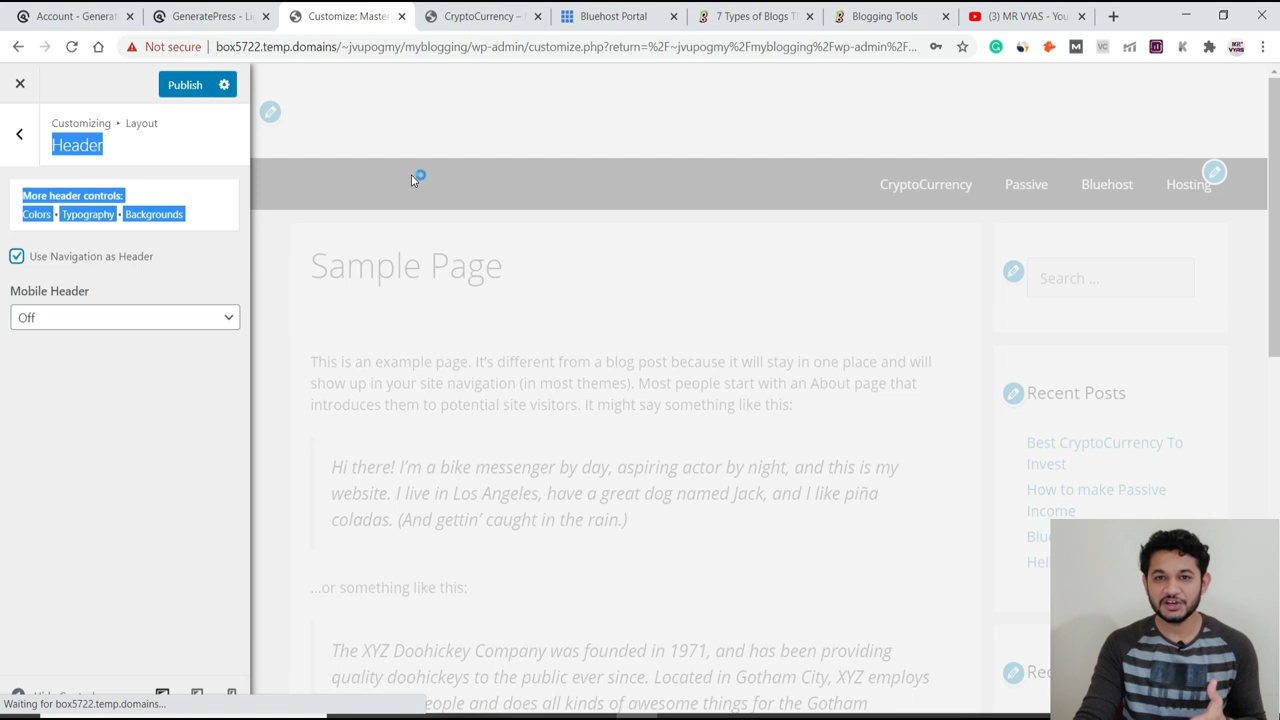 Account - Generate
GeneratePress - Li
Customize: Master
CryptoCurrency –
Bluehost Portal
7 Types of Blogs Th
Blogging Tools
(3) MR VYAS - You
Not secure
box5722.temp.domains/~jvupogmy/myblogging/wp-admin/customize.php?return=%2F~jvupogmy%2Fmyblogging%2Fwp-admin%2F...
Publish
Customizing ▸ Layout
Header
More header controls:
Colors · Typography · Backgrounds
Use Navigation as Header
Mobile Header
Off
CryptoCurrency Passive Bluehost Hosting
Sample Page
This is an example page. It's different from a blog post because it will stay in one place and will
show up in your site navigation (in most themes). Most people start with an About page that
introduces them to potential site visitors. It might say something like this:
Hi there! I'm a bike messenger by day, aspiring actor by night, and this is my
website. I live in Los Angeles, have a great dog named Jack, and I like piña
coladas. (And gettin' caught in the rain.)
...or something like this:
The XYZ Doohickey Company was founded in 1971, and has been providing
quality doohickeys to the public ever since. Located in Gotham City, XYZ employs
people and does all kinds of awesome things for the Gotham
Search ...
Recent Posts
Best CryptoCurrency To
Invest
How to make Passive
Income
Blu
Hel
Re
Waiting for box5722.temp.domains...